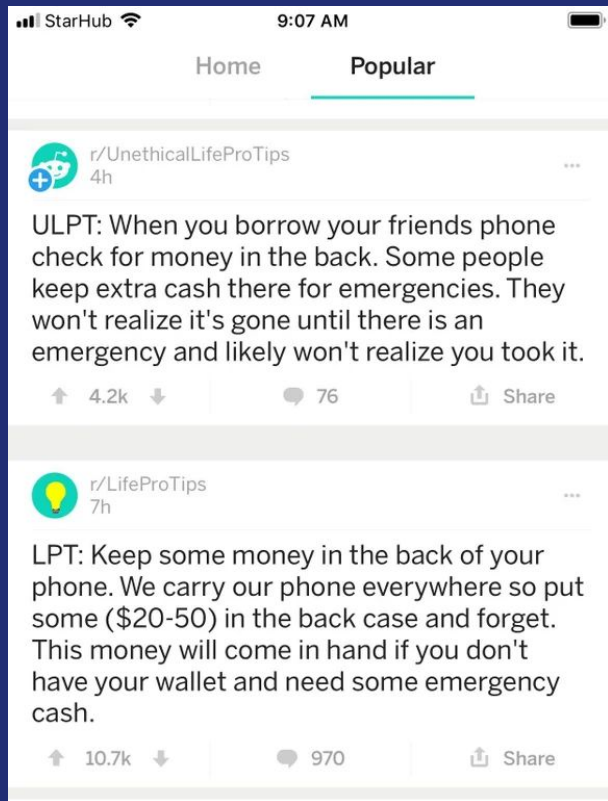 StarHub 9:07 AM
Home Popular
r/UnethicalLifeProTips
4h
ULPT: When you borrow your friends phone
check for money in the back. Some people
keep extra cash there for emergencies. They
won't realize it's gone until there is an
emergency and likely won't realize you took it.
4.2k 76 Share
r/LifeProTips
7h
LPT: Keep some money in the back of your
phone. We carry our phone everywhere so put
some ($20-50) in the back case and forget.
This money will come in hand if you don't
have your wallet and need some emergency
cash.
10.7k 970 Share